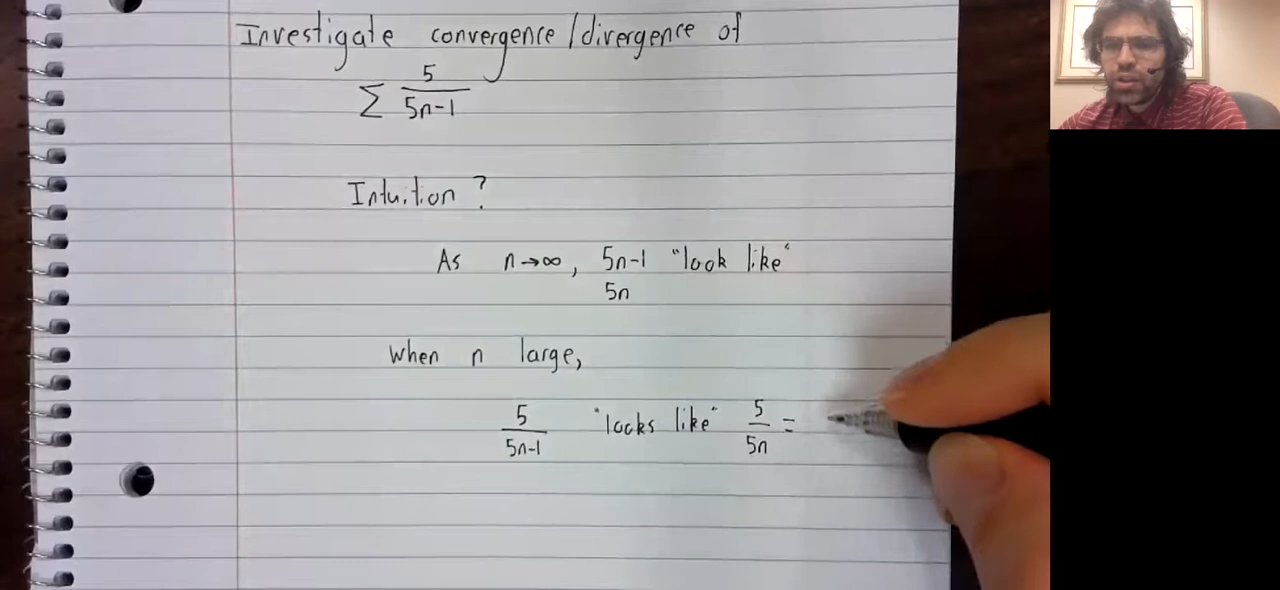 Investigate convergence/divergence of
∑ 5/(5n-1)
Intuition?
As n→∞, 5n-1 "look like"
5n
When n large,
5/(5n-1) "looks like" 5/5n =